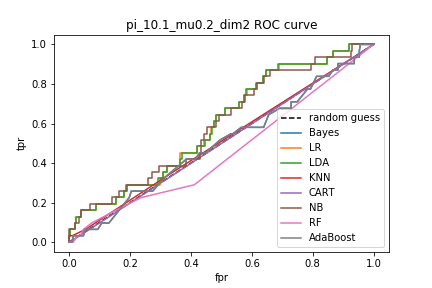 pi_10.1_mu0.2_dim2 ROC curve
tpr
1.0
0.8
0.6
0.4
0.2
0.0
random guess
Bayes
LR
LDA
KNN
CART
NB
RF
AdaBoost
0.0 0.2 0.4 0.6 0.8 1.0
fpr